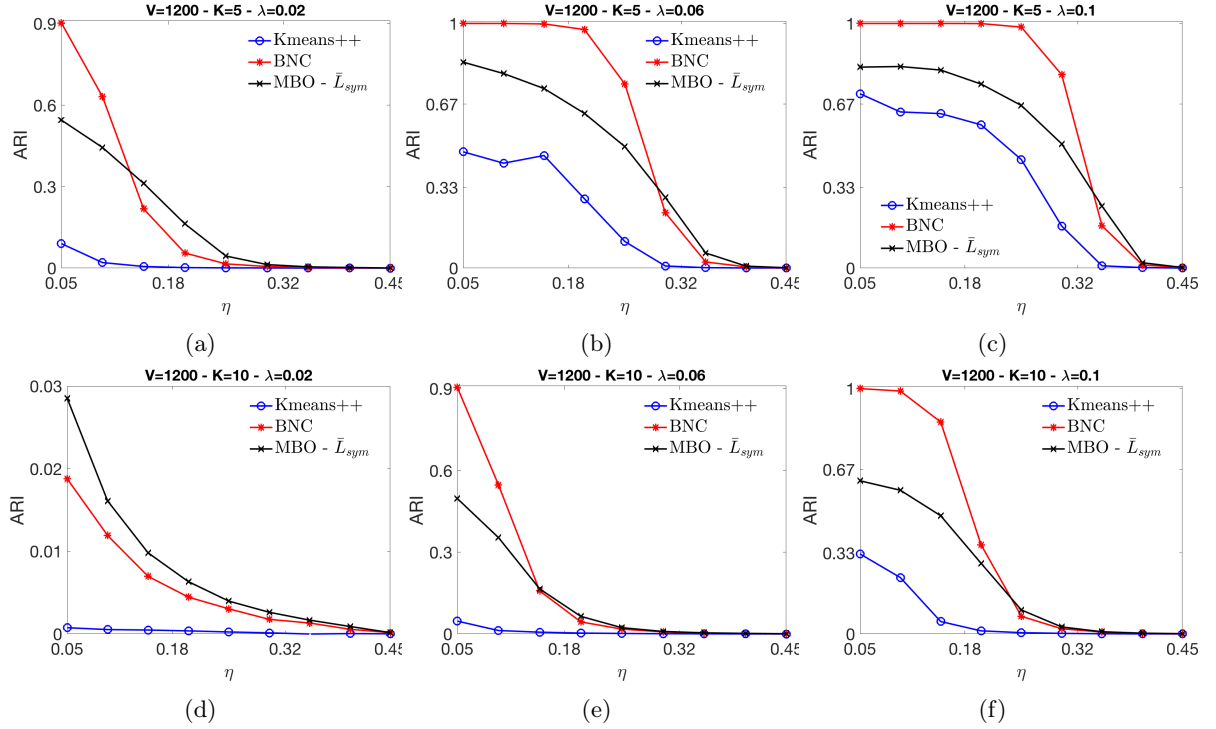 V=1200 - K=5 - λ=0.02
0.9
0.6
0.3
0
ARI
Kmeans++
BNC
MBO - L̄sym
0.05
0.18
0.32
0.45
η
(a)
V=1200 - K=5 - λ=0.06
1
0.67
0.33
0
ARI
Kmeans++
BNC
MBO - L̄sym
0.05
0.18
0.32
0.45
η
(b)
V=1200 - K=5 - λ=0.1
1
0.67
0.33
0
ARI
Kmeans++
BNC
MBO - L̄sym
0.05
0.18
0.32
0.45
η
(c)
V=1200 - K=10 - λ=0.02
0.03
0.02
0.01
0
ARI
Kmeans++
BNC
MBO - L̄sym
0.05
0.18
0.32
0.45
η
(d)
V=1200 - K=10 - λ=0.06
0.9
0.6
0.3
0
ARI
Kmeans++
BNC
MBO - L̄sym
0.05
0.18
0.32
0.45
η
(e)
V=1200 - K=10 - λ=0.1
1
0.67
0.33
0
ARI
Kmeans++
BNC
MBO - L̄sym
0.05
0.18
0.32
0.45
η
(f)